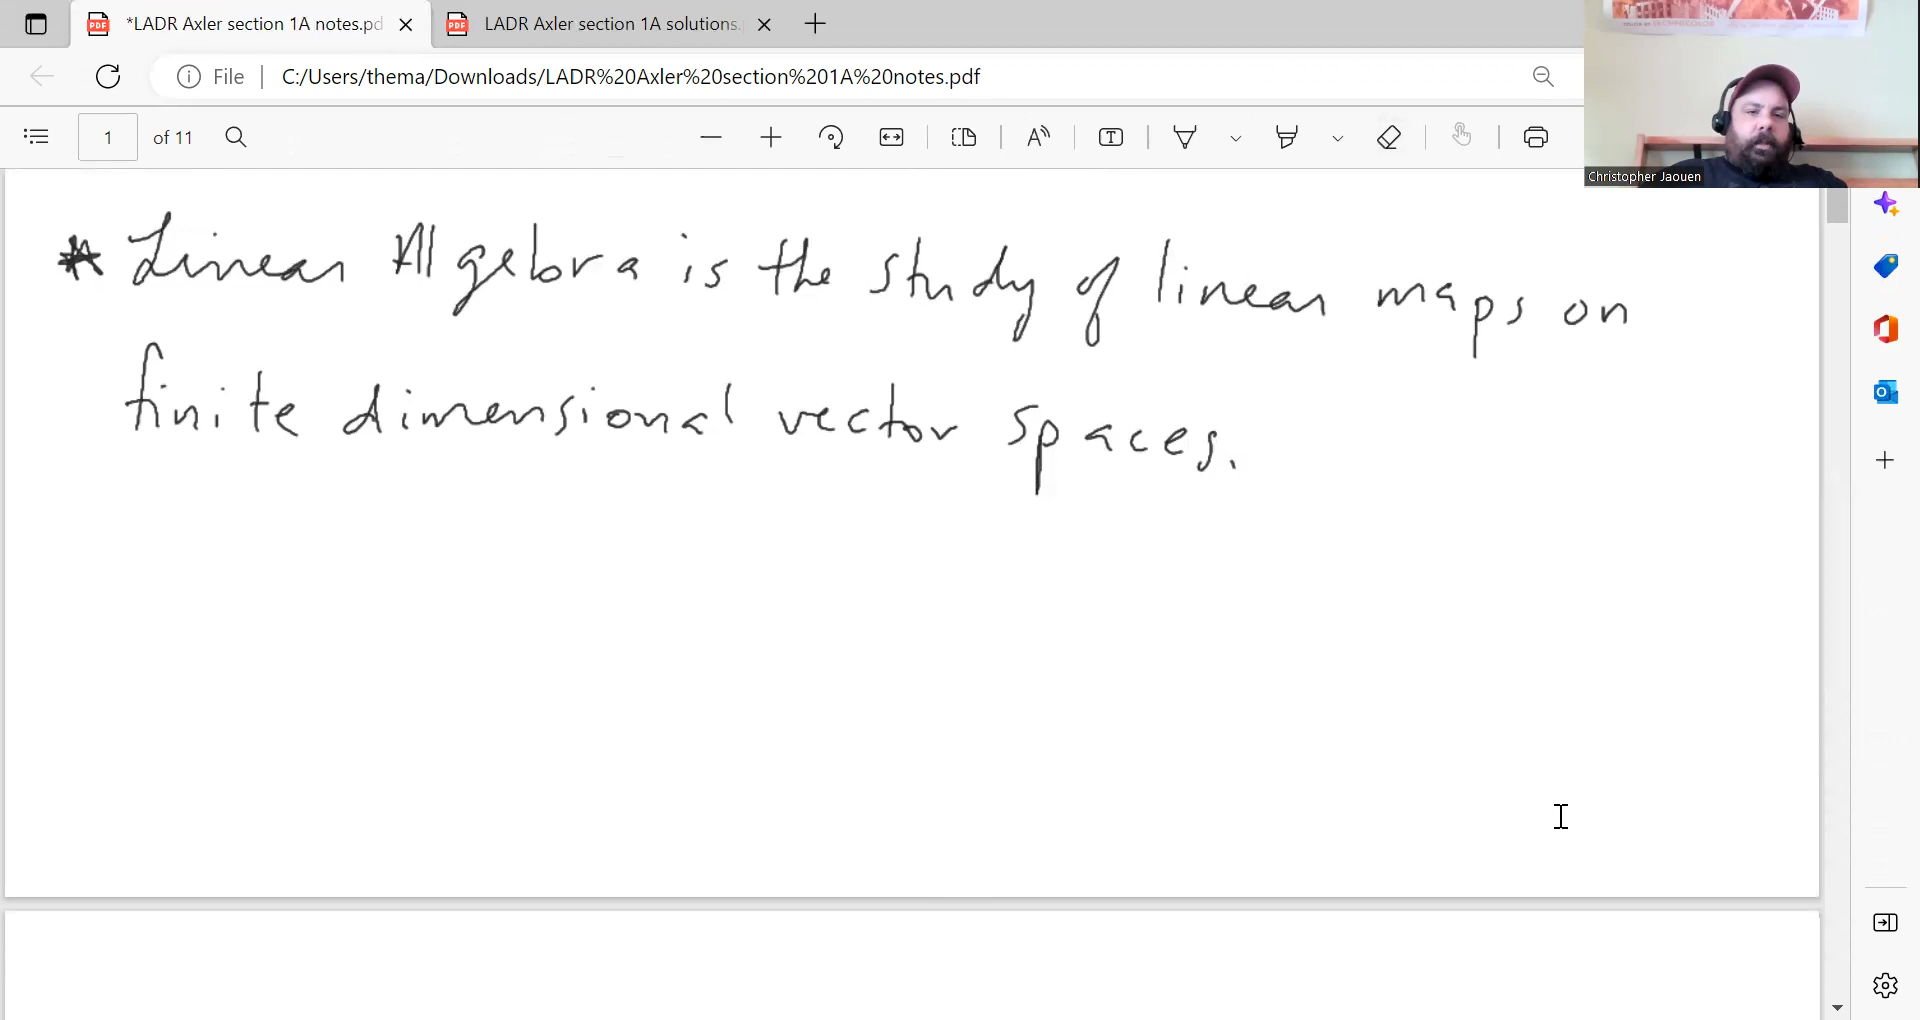 *LADR Axler section 1A notes.pd
LADR Axler section 1A solutions.
File
C:/Users/thema/Downloads/LADR%20Axler%20section%201A%20notes.pdf
1 of 11
Christopher Jaouen
* Linear Algebra is the study of linear maps on
finite dimensional vector spaces.